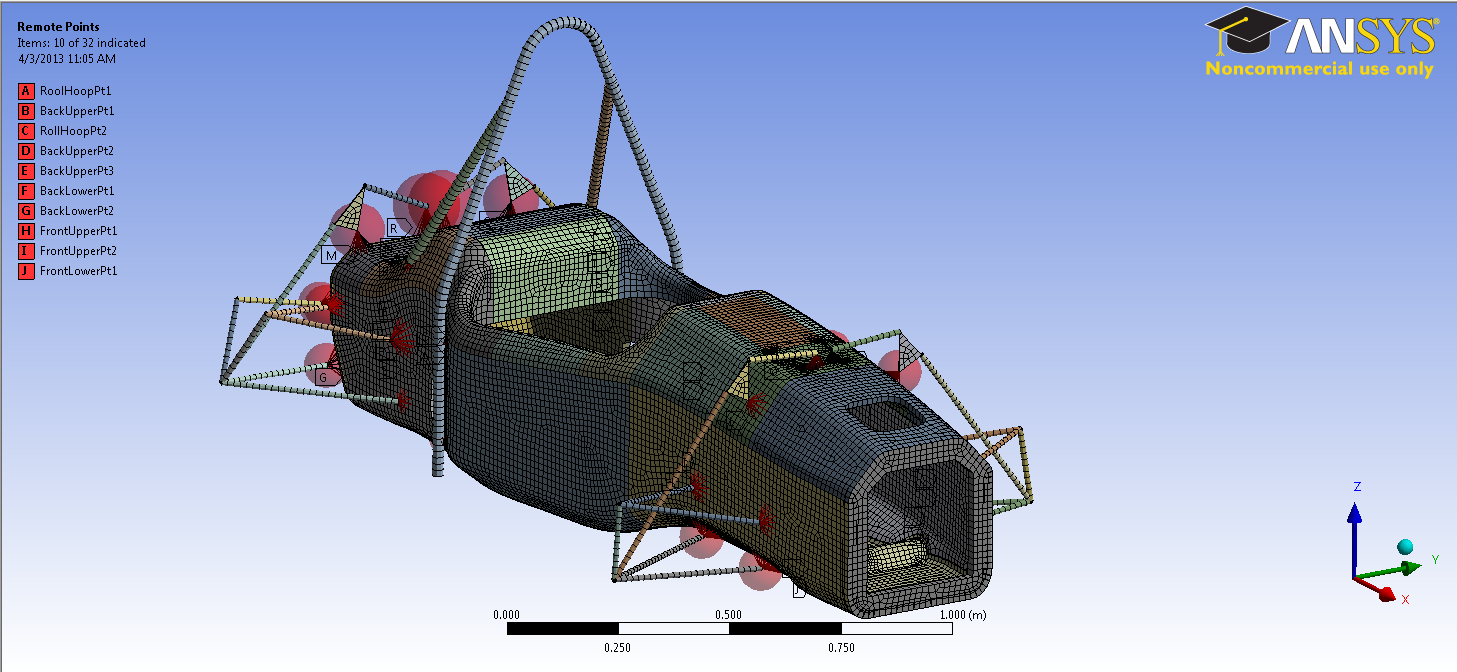 Remote Points
Items: 10 of 32 indicated
4/3/2013 11:05 AM
A RoolHoopPt1
B BackUpperPt1
C RollHoopPt2
D BackUpperPt2
E BackUpperPt3
F BackLowerPt1
G BackLowerPt2
H FrontUpperPt1
I FrontUpperPt2
J FrontLowerPt1
ANSYS®
Noncommercial use only
R
M
G
J
Z
Y
X
0.000 0.500 1.000 (m)
0.250 0.750